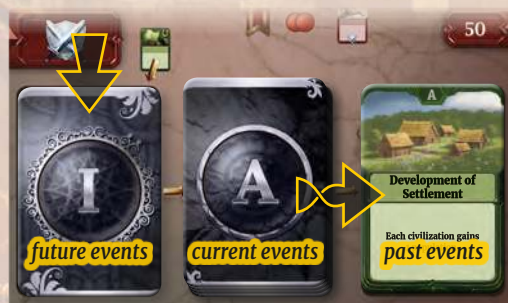 50
I
A
A
Development of
Settlement
Each civilization gains
future events
current events
past events